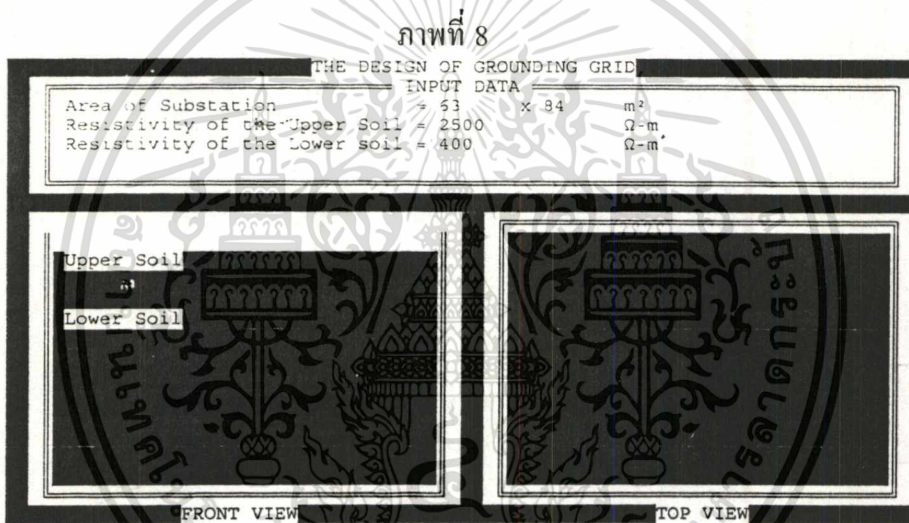 ภาพที่ 8
THE DESIGN OF GROUNDING GRID
INPUT DATA
Area of Substation = 63 x 84 m²
Resistivity of the Upper Soil = 2500 Ω-m
Resistivity of the Lower soil = 400 Ω-m
Upper Soil
Lower Soil
FRONT VIEW
TOP VIEW